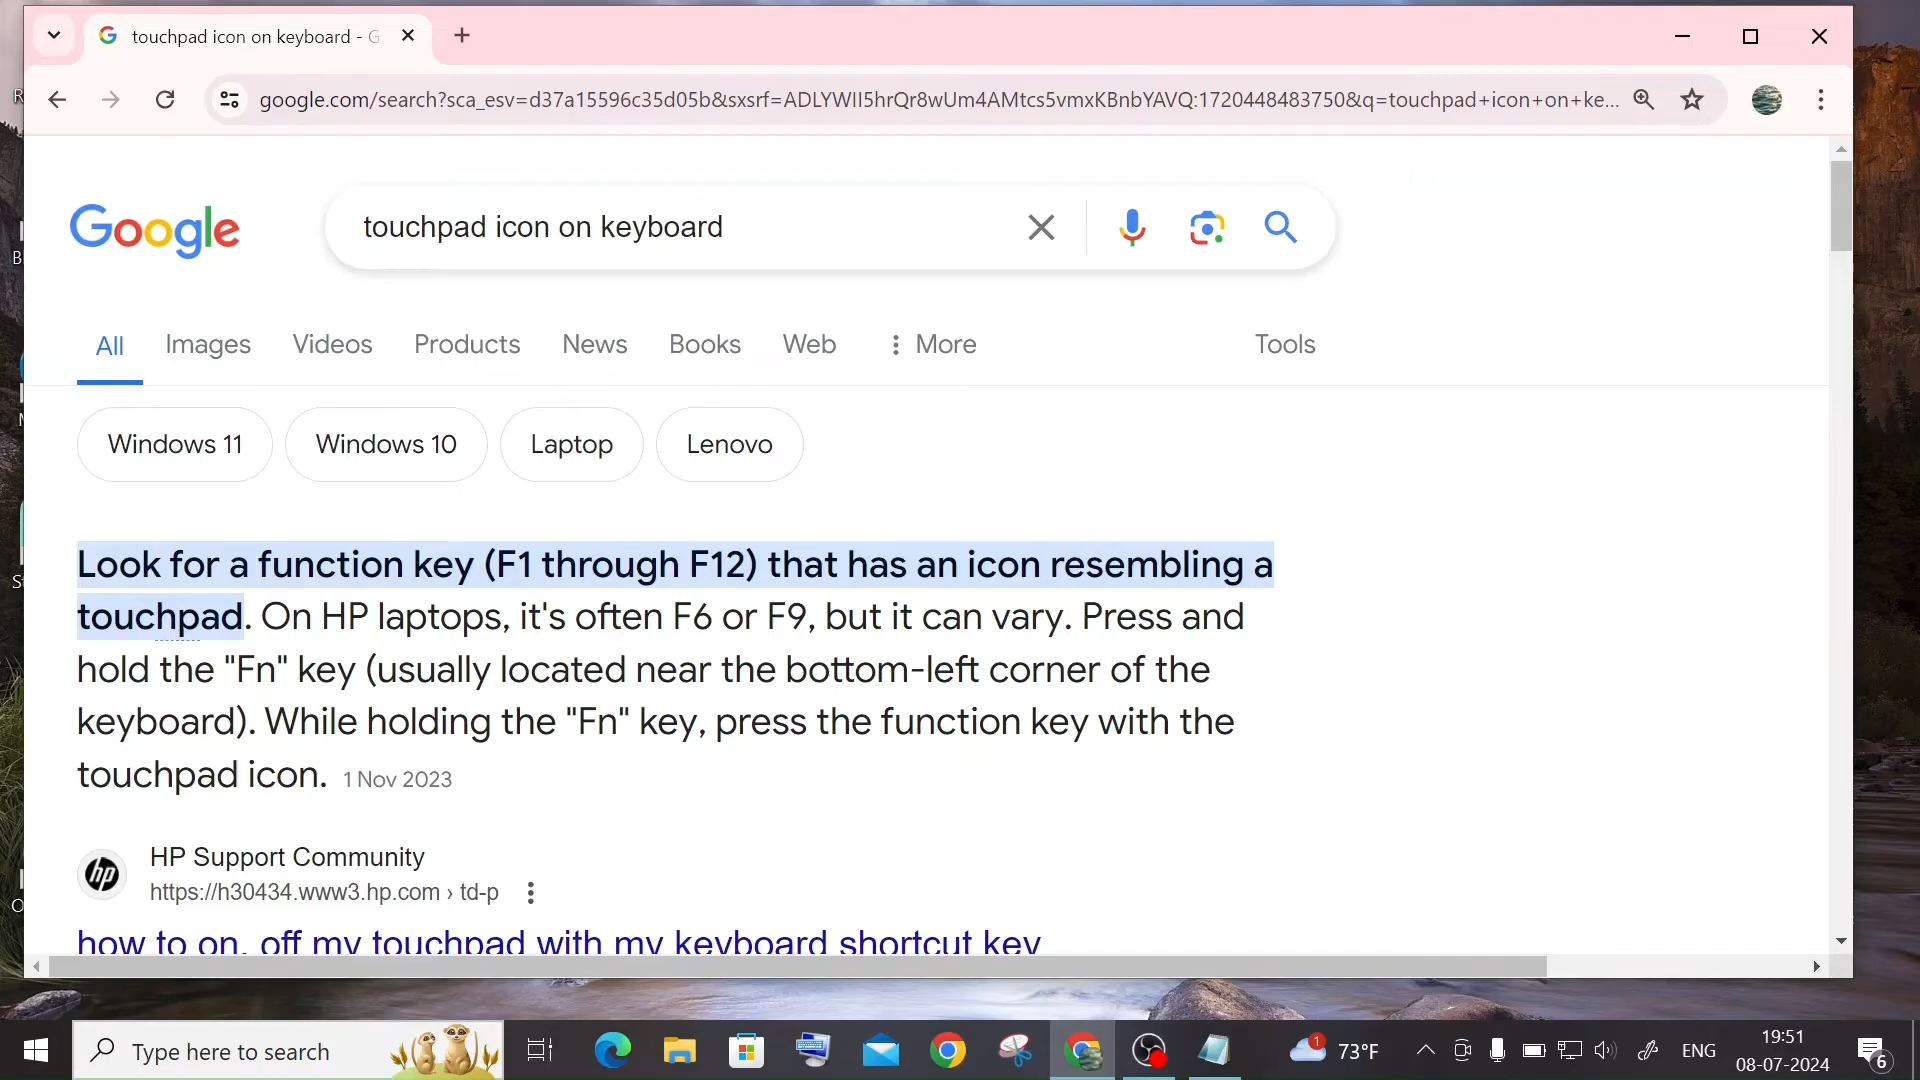 touchpad icon on keyboard - G
google.com/search?sca_esv=d37a15596c35d05b&sxsrf=ADLYWII5hrQr8wUm4AMtcs5vmxKBnbYAVQ:1720448483750&q=touchpad+icon+on+ke...
Google
touchpad icon on keyboard
All Images Videos Products News Books Web More Tools
Windows 11 Windows 10 Laptop Lenovo
Look for a function key (F1 through F12) that has an icon resembling a
touchpad. On HP laptops, it's often F6 or F9, but it can vary. Press and
hold the "Fn" key (usually located near the bottom-left corner of the
keyboard). While holding the "Fn" key, press the function key with the
touchpad icon. 1 Nov 2023
hp
HP Support Community
https://h30434.www3.hp.com › td-p
how to on, off my touchpad with my keyboard shortcut key
Type here to search
1
73°F
ENG
19:51
08-07-2024
6